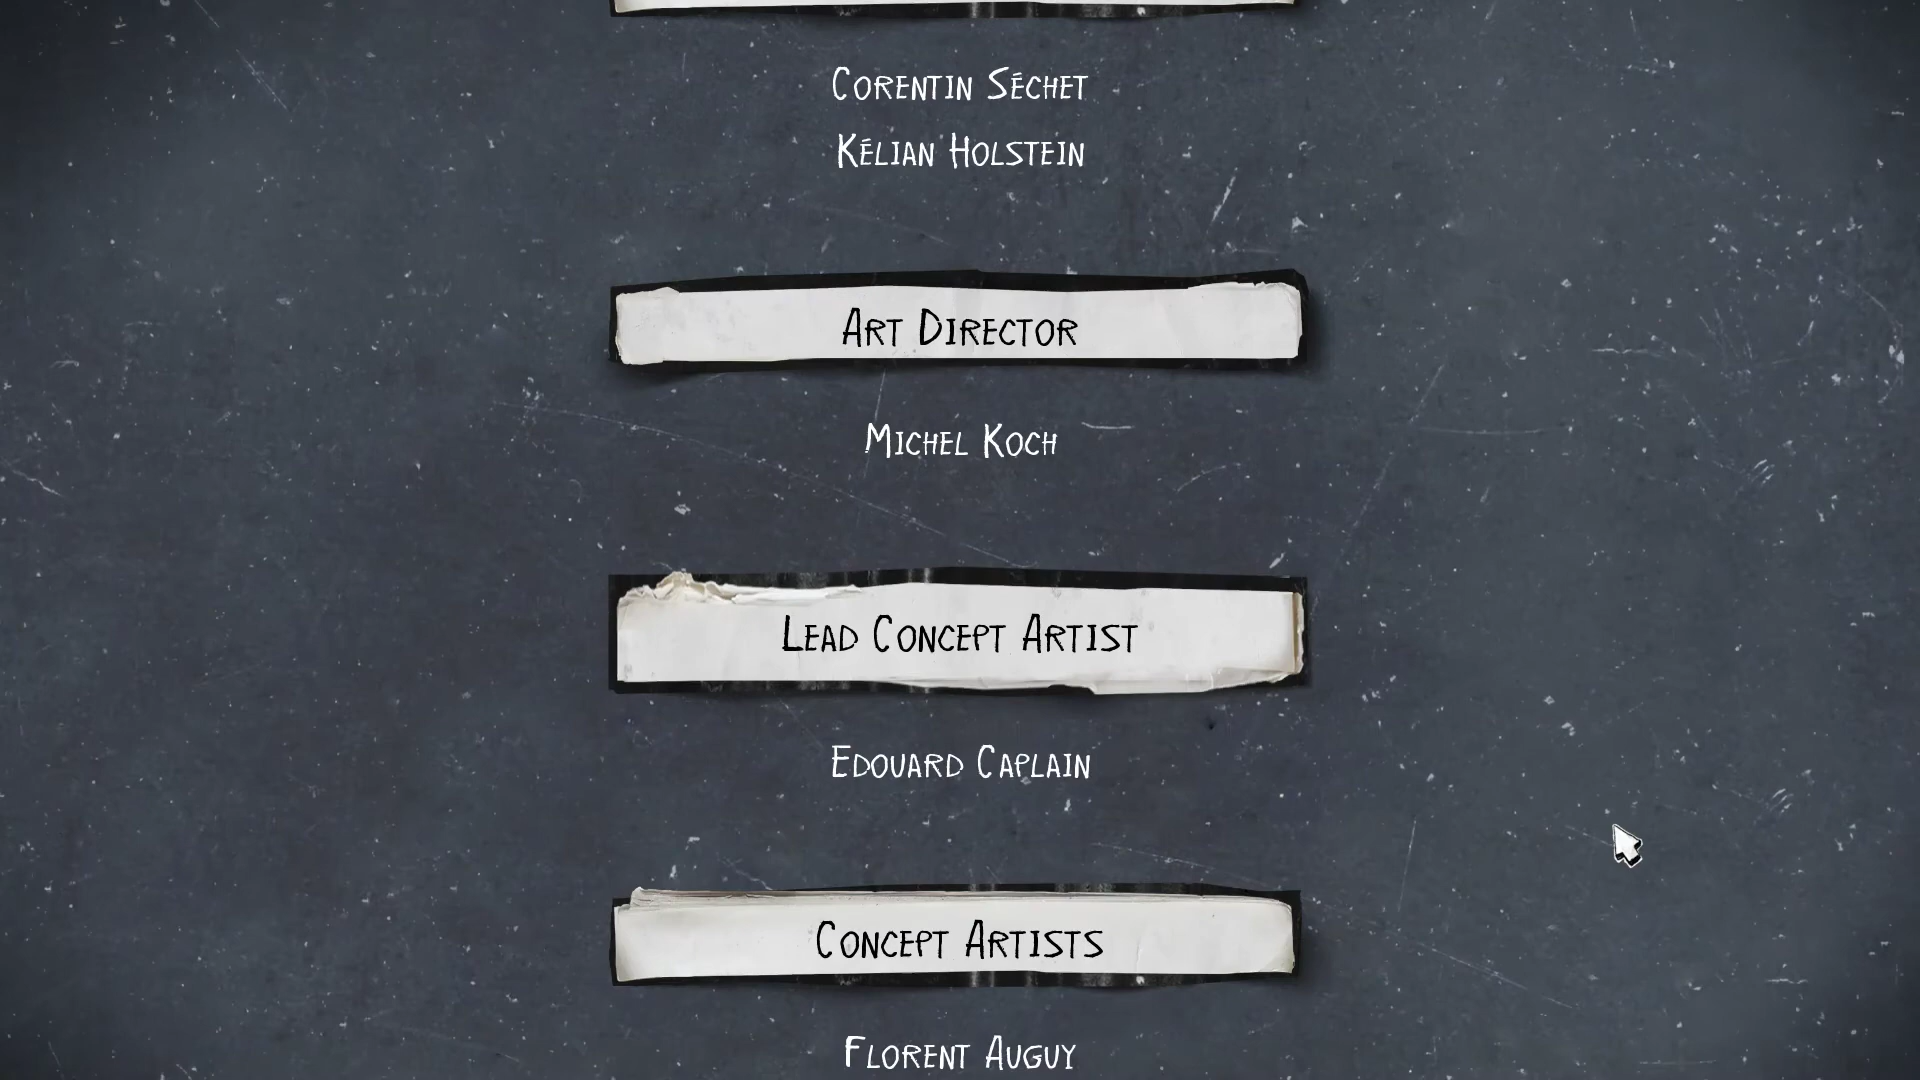 Corentin Séchet
Kélian Holstein
Art Director
Michel Koch
Lead Concept Artist
Edouard Caplain
Concept Artists
Florent Auguy